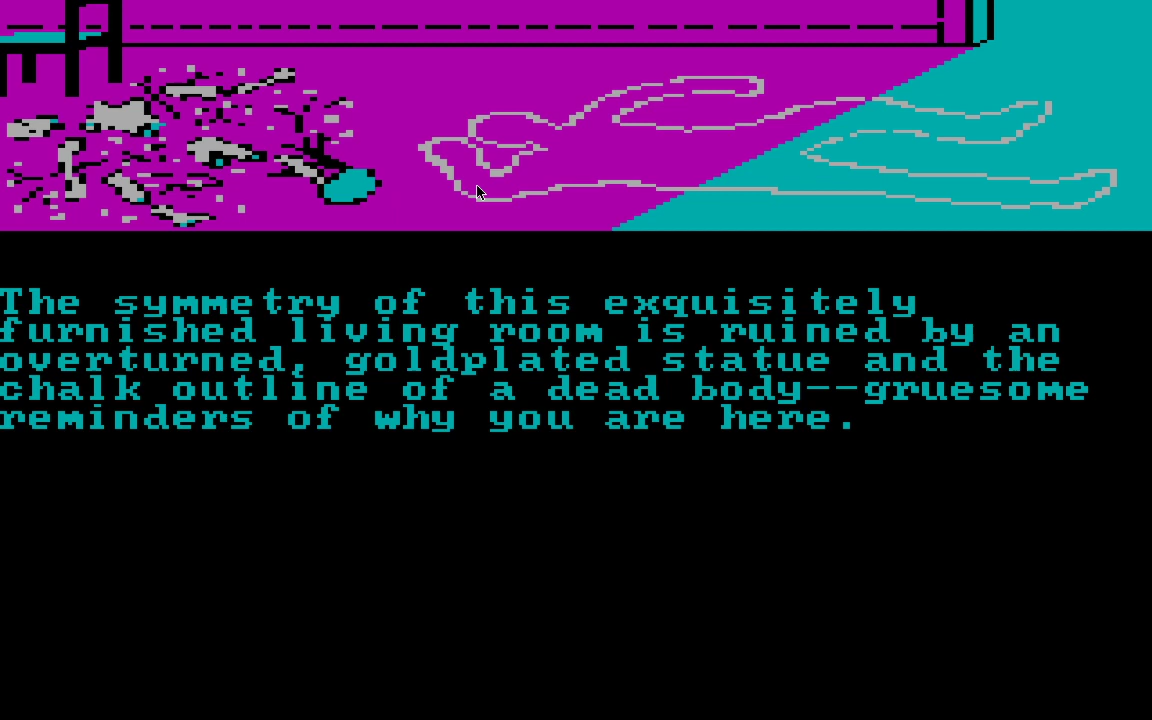 The symmetry of this exquisitely
furnished living room is ruined by an
overturned, goldplated statue and the
chalk outline of a dead body--gruesome
reminders of why you are here.